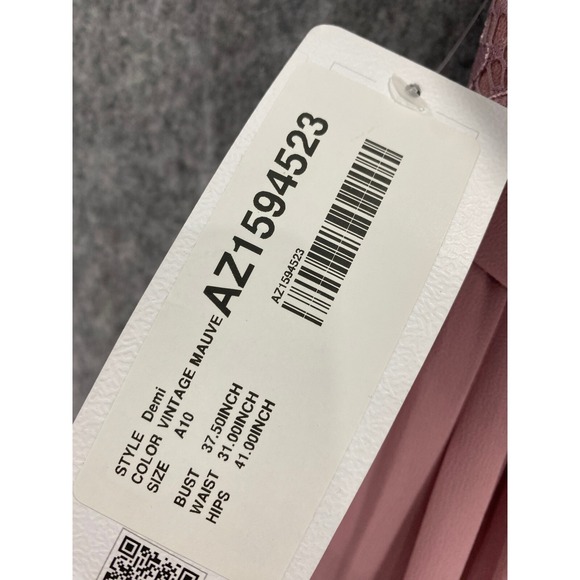 AZ1594523
AZ1594523
STYLE Demi
COLOR VINTAGE MAUVE
SIZE A10
BUST 37.50INCH
WAIST 31.00INCH
HIPS 41.00INCH